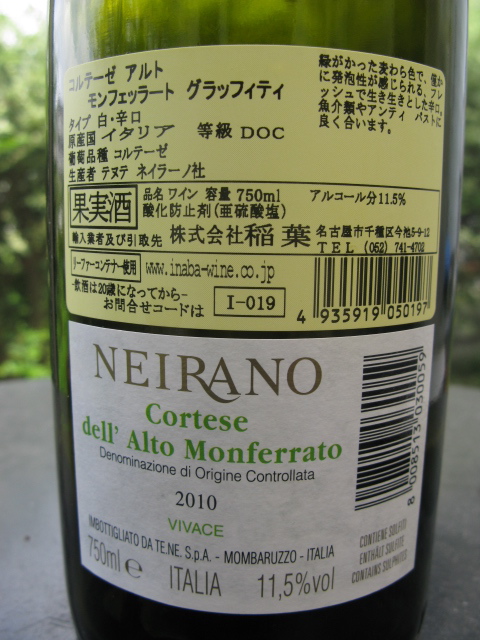 コルテーゼ アルト
モンフェッラート グラッフィティ
タイプ 白・辛口
原産国 イタリア 等級 DOC
葡萄品種 コルテーゼ
生産者 テヌテ ネイラーノ社
緑がかった麦わら色で、僅か
に発泡性が感じられる、フレ
ッシュで生き生きとした辛口。
魚介類やアンティ パストに
良く合います。
果実酒
品名 ワイン 容量 750ml アルコール分 11.5%
酸化防止剤(亜硫酸塩)
輸入業者及び引取先 株式会社 稲葉 名古屋市千種区今池5-9-12
TEL (052) 741-4702
リーファーコンテナー使用 www.inaba-wine.co.jp
-飲酒は20歳になってから-
お問合せコードは I-019
4 935919 050197
NEIRANO
Cortese
dell' Alto Monferrato
Denominazione di Origine Controllata
2010
VIVACE
IMBOTTIGLIATO DA TE.NE. S.p.A. - MOMBARUZZO - ITALIA
750ml e ITALIA 11,5%vol
8 008513 030059
CONTIENE SOLFITI
ENTHÄLT SULFITE
CONTAINS SULPHITES